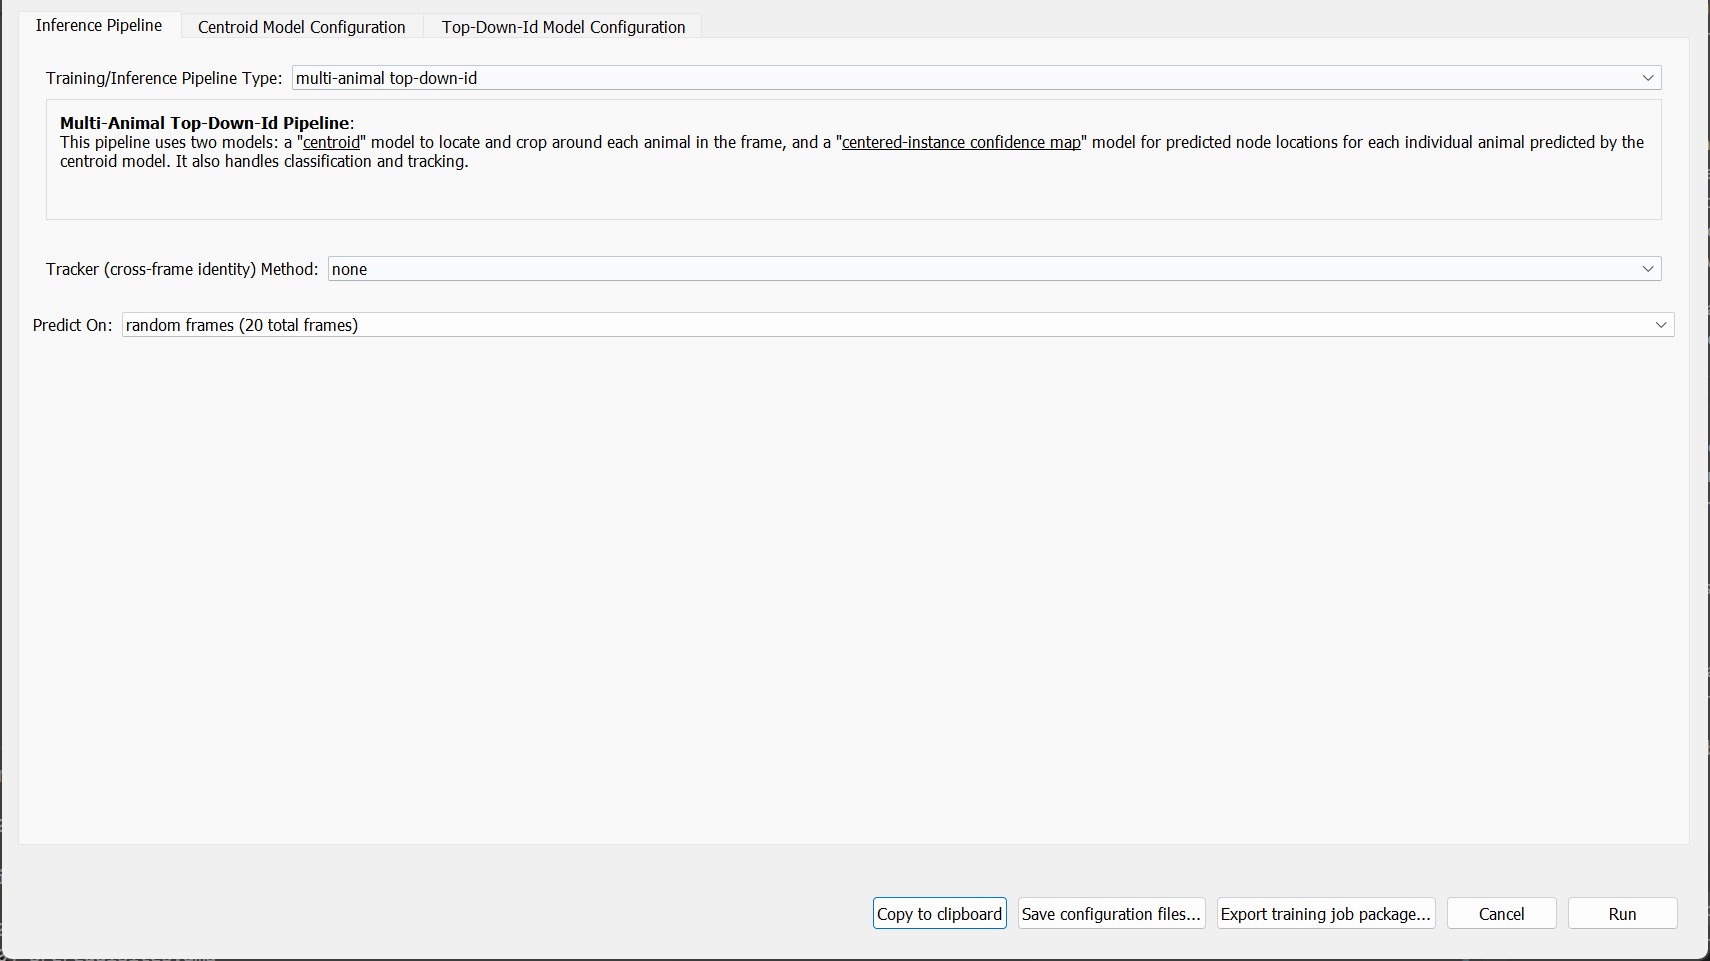 Inference Pipeline
Centroid Model Configuration
Top-Down-Id Model Configuration
Training/Inference Pipeline Type: multi-animal top-down-id
Multi-Animal Top-Down-Id Pipeline:
This pipeline uses two models: a "centroid" model to locate and crop around each animal in the frame, and a "centered-instance confidence map" model for predicted node locations for each individual animal predicted by the
centroid model. It also handles classification and tracking.
Tracker (cross-frame identity) Method: none
Predict On: random frames (20 total frames)
Copy to clipboard
Save configuration files...
Export training job package...
Cancel
Run